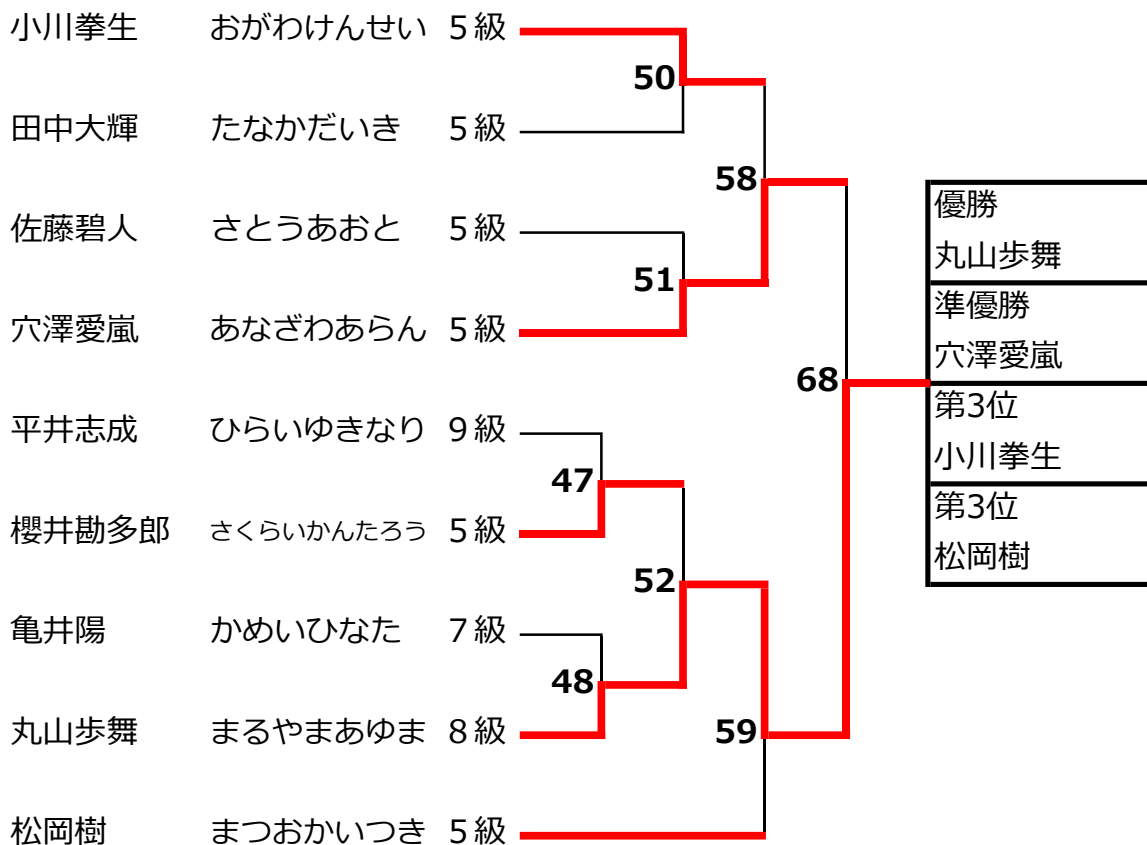 小川拳生 おがわけんせい 5級
50
田中大輝 たなかだいき 5級
58
佐藤碧人 さとうあおと 5級
51
穴澤愛嵐 あなざわあらん 5級
68
平井志成 ひらいゆきなり 9級
47
櫻井勘多郎 さくらいかんたろう 5級
52
亀井陽 かめいひなた 7級
48
丸山歩舞 まるやまあゆま 8級
59
松岡樹 まつおかいつき 5級
優勝
丸山歩舞
準優勝
穴澤愛嵐
第3位
小川拳生
第3位
松岡樹